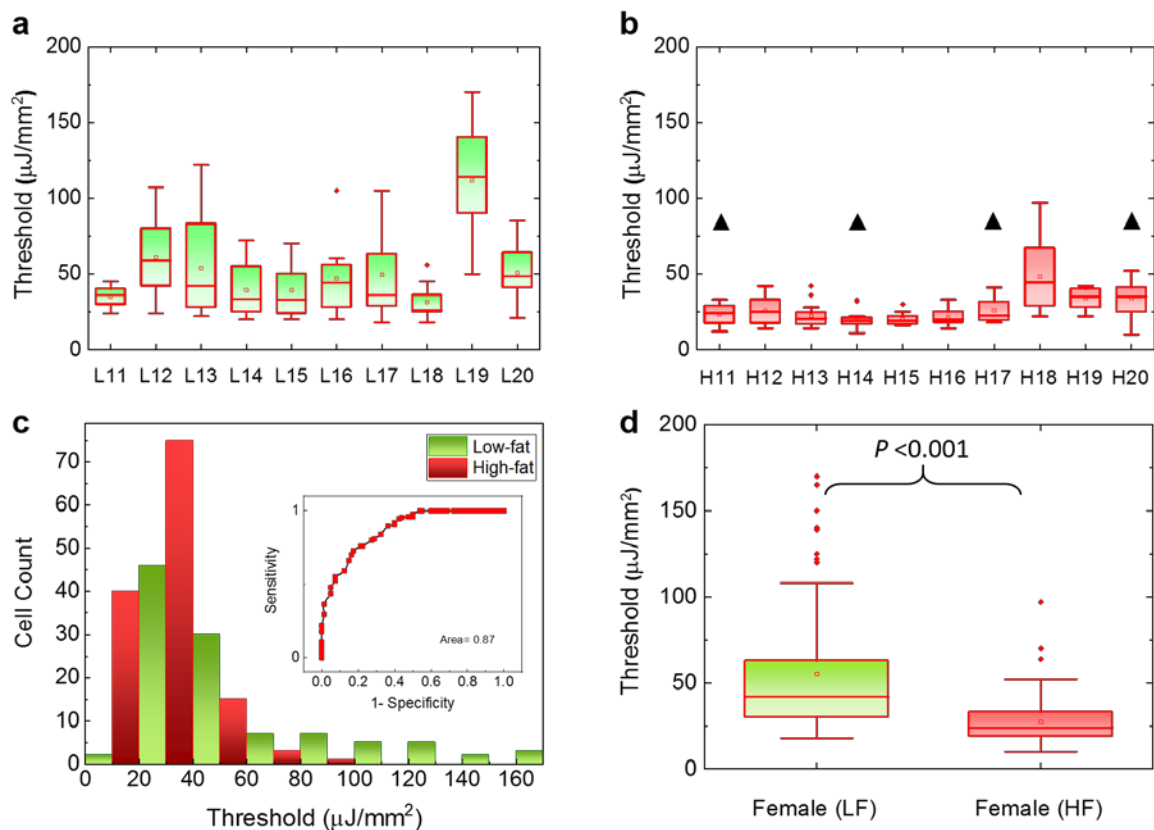 a
200
150
100
50
0
Threshold (μJ/mm²)
L11 L12 L13 L14 L15 L16 L17 L18 L19 L20
b
200
150
100
50
0
Threshold (μJ/mm²)
H11 H12 H13 H14 H15 H16 H17 H18 H19 H20
c
70
60
50
40
30
20
10
5
0
Cell Count
0 20 40 60 80 100 120 140 160
Threshold (μJ/mm²)
Low-fat
High-fat
1
0
Sensitivity
Area= 0.87
0.0 0.2 0.4 0.6 0.8 1.0
1- Specificity
d
200
150
100
50
0
Threshold (μJ/mm²)
P <0.001
Female (LF) Female (HF)